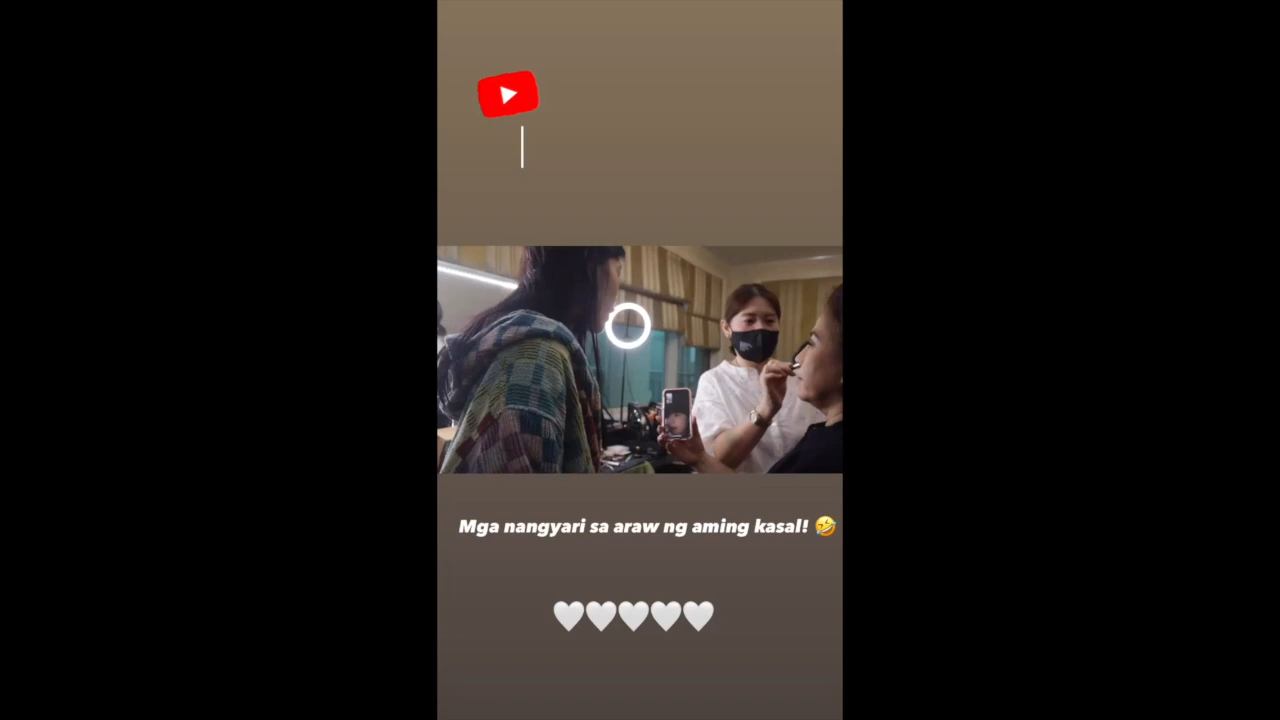 Mga nangyari sa araw ng aming kasal! 🤣
🤍🤍🤍🤍🤍